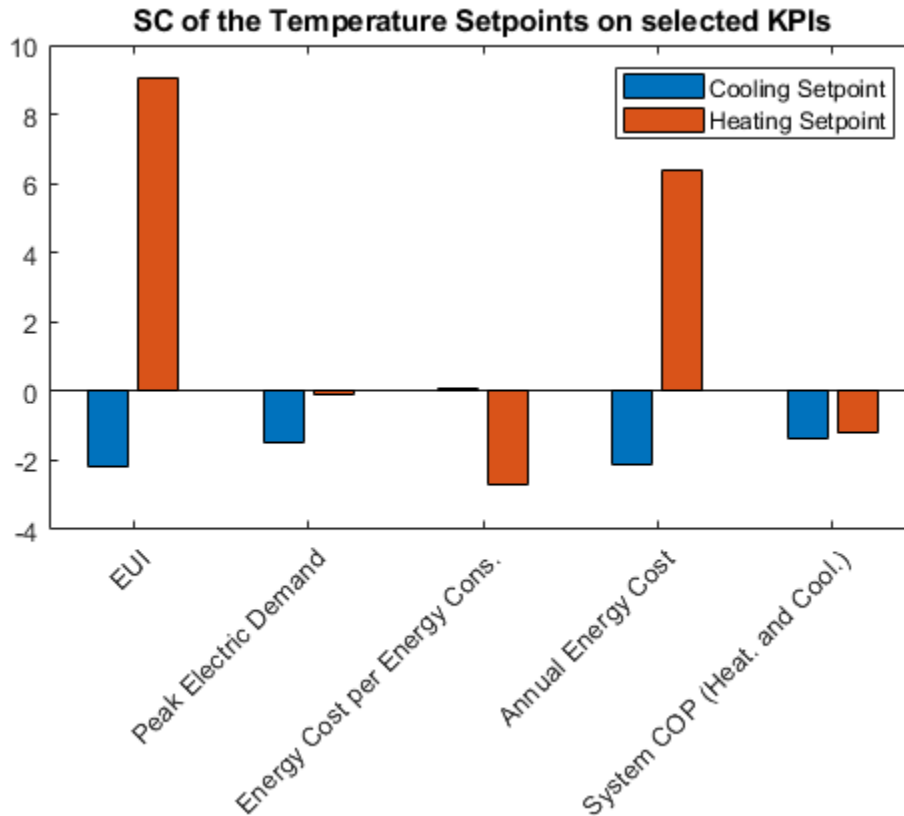 SC of the Temperature Setpoints on selected KPIs
10
8
6
4
2
0
-2
-4
Cooling Setpoint
Heating Setpoint
EUI
Peak Electric Demand
Energy Cost per Energy Cons.
Annual Energy Cost
System COP (Heat. and Cool.)